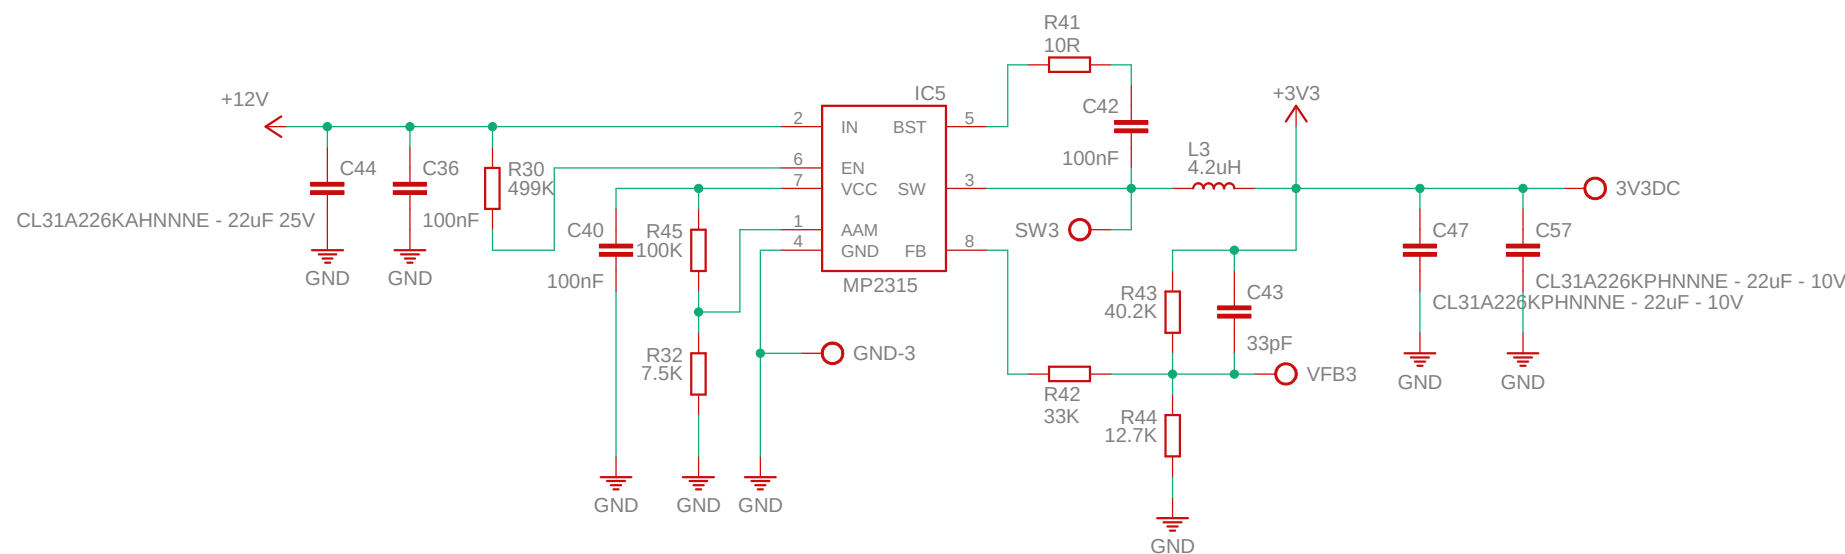 R41
10R
+12V
IC5
+3V3
2
IN
BST
5
C42
100nF
C44
C36
R30
499K
6
EN
7
VCC
SW
3
L3
4.2uH
3V3DC
CL31A226KAHNNNE - 22uF 25V
100nF
C40
100nF
R45
100K
1
AAM
4
GND
FB
8
SW3
C47
C57
GND
GND
MP2315
CL31A226KPHNNNE - 22uF - 10V
CL31A226KPHNNNE - 22uF - 10V
R43
40.2K
C43
33pF
R32
7.5K
GND-3
VFB3
R42
33K
R44
12.7K
GND
GND
GND
GND
GND
GND